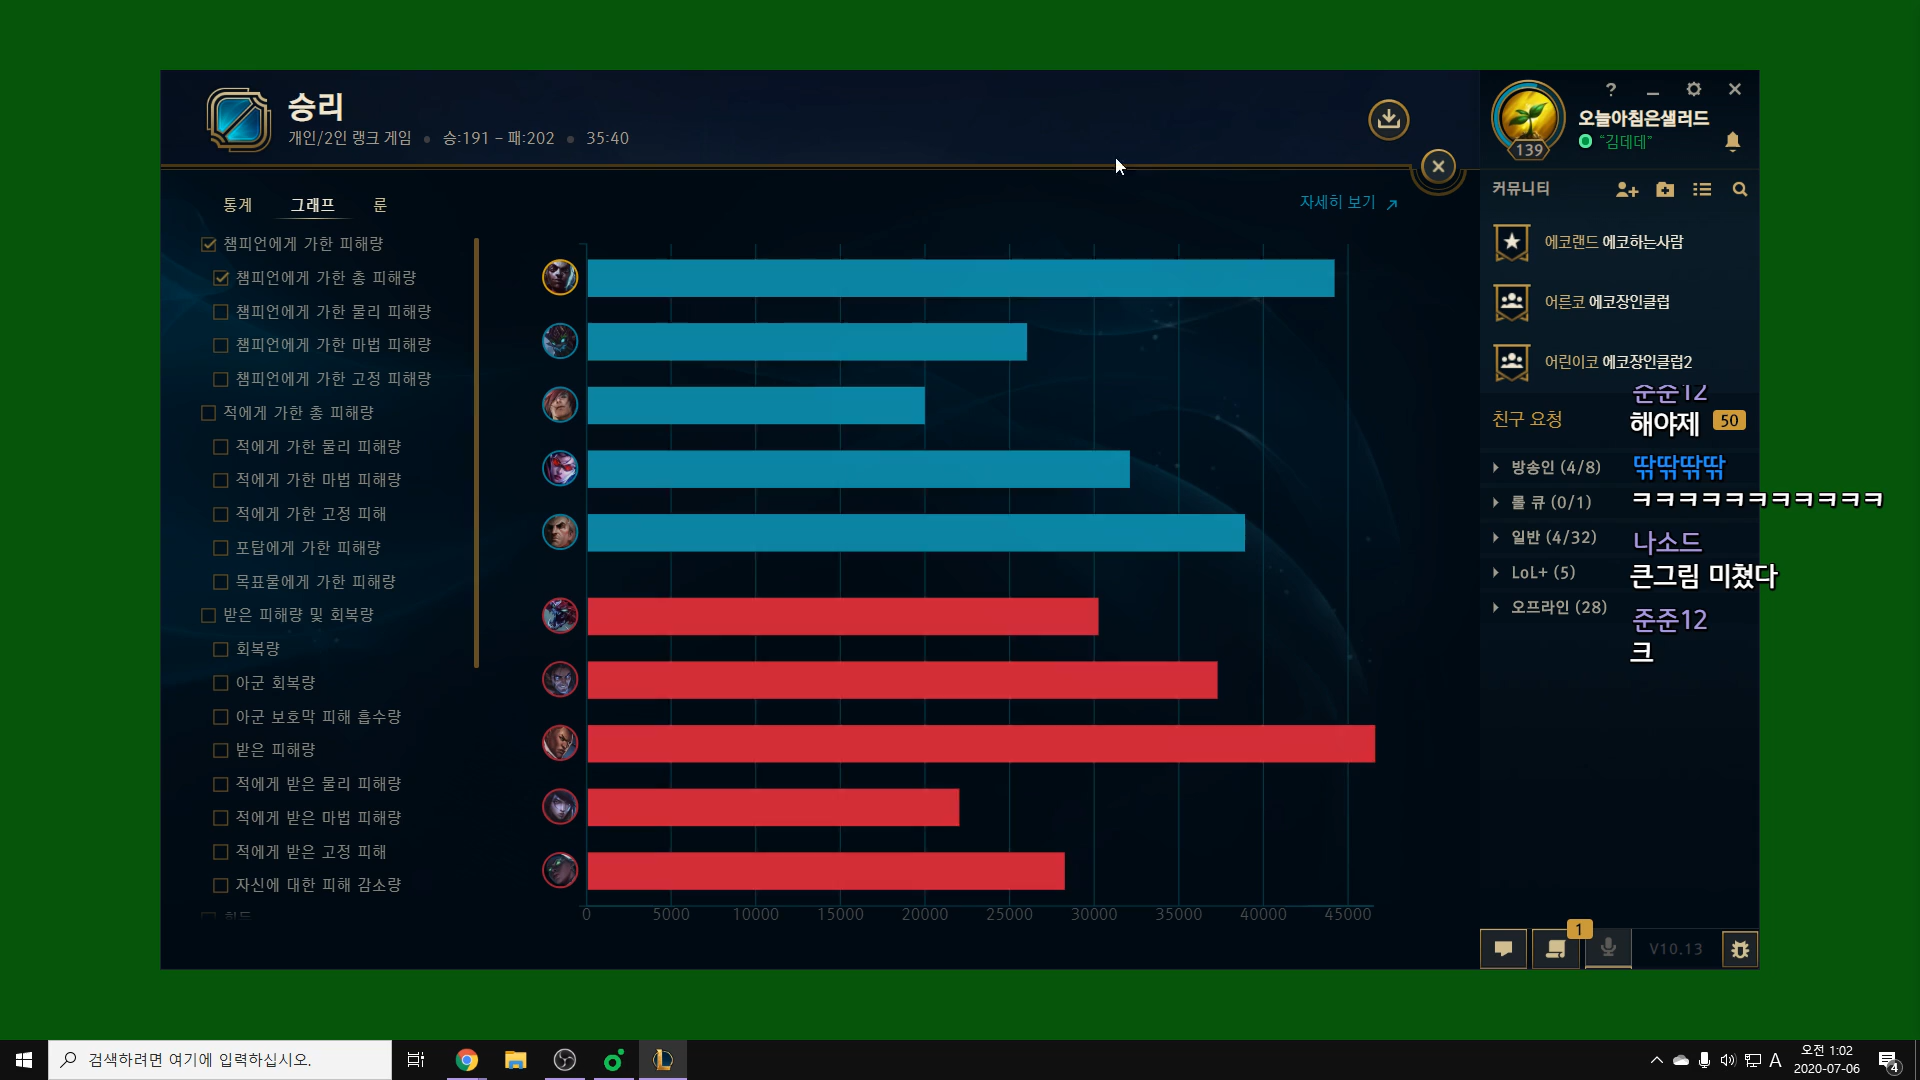 승리
개인/2인 랭크 게임 • 승:191 - 패:202 • 35:40
통계 그래프 룬
자세히 보기
챔피언에게 가한 피해량
챔피언에게 가한 총 피해량
챔피언에게 가한 물리 피해량
챔피언에게 가한 마법 피해량
챔피언에게 가한 고정 피해량
적에게 가한 총 피해량
적에게 가한 물리 피해량
적에게 가한 마법 피해량
적에게 가한 고정 피해
포탑에게 가한 피해량
목표물에게 가한 피해량
받은 피해량 및 회복량
회복량
아군 회복량
아군 보호막 피해 흡수량
받은 피해량
적에게 받은 물리 피해량
적에게 받은 마법 피해량
적에게 받은 고정 피해
자신에 대한 피해 감소량
0 5000 10000 15000 20000 25000 30000 35000 40000 45000
?
오늘아침은샐러드
"김데데"
139
커뮤니티
에코랜드 에코하는사람
어른코 에코장인클럽
어린이코 에코장인클럽2
준준12
친구 요청 해야제 50
방송인 (4/8) 딲딲딲딲
롤 큐 (0/1) ㅋㅋㅋㅋㅋㅋㅋㅋㅋㅋㅋ
일반 (4/32) 나소드
LoL+ (5) 큰그림 미쳤다
오프라인 (28) 준준12
크
1
V10.13
검색하려면 여기에 입력하십시오.
A
오전 1:02
2020-07-06
4